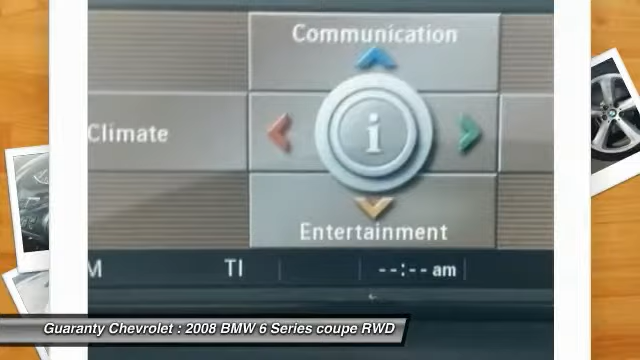 Communication
Climate
i
Entertainment
M TI --:-- am
Guaranty Chevrolet : 2008 BMW 6 Series coupe RWD